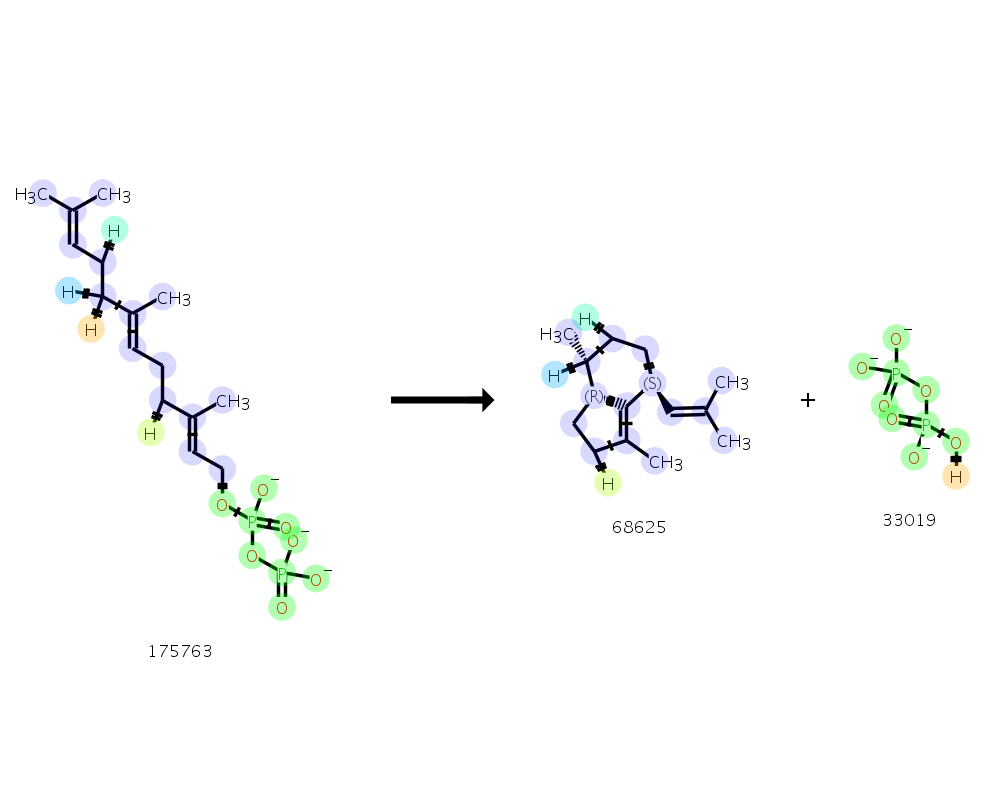 H₃C CH₃
H
H CH₃
H
CH₃
H
O O⁻
P O O⁻
O P O⁻
O
175763
H H₃C
H (R) (S) CH₃
CH₃
CH₃
H
68625
+
O⁻
O⁻ P O
O O P O
O⁻ H
33019